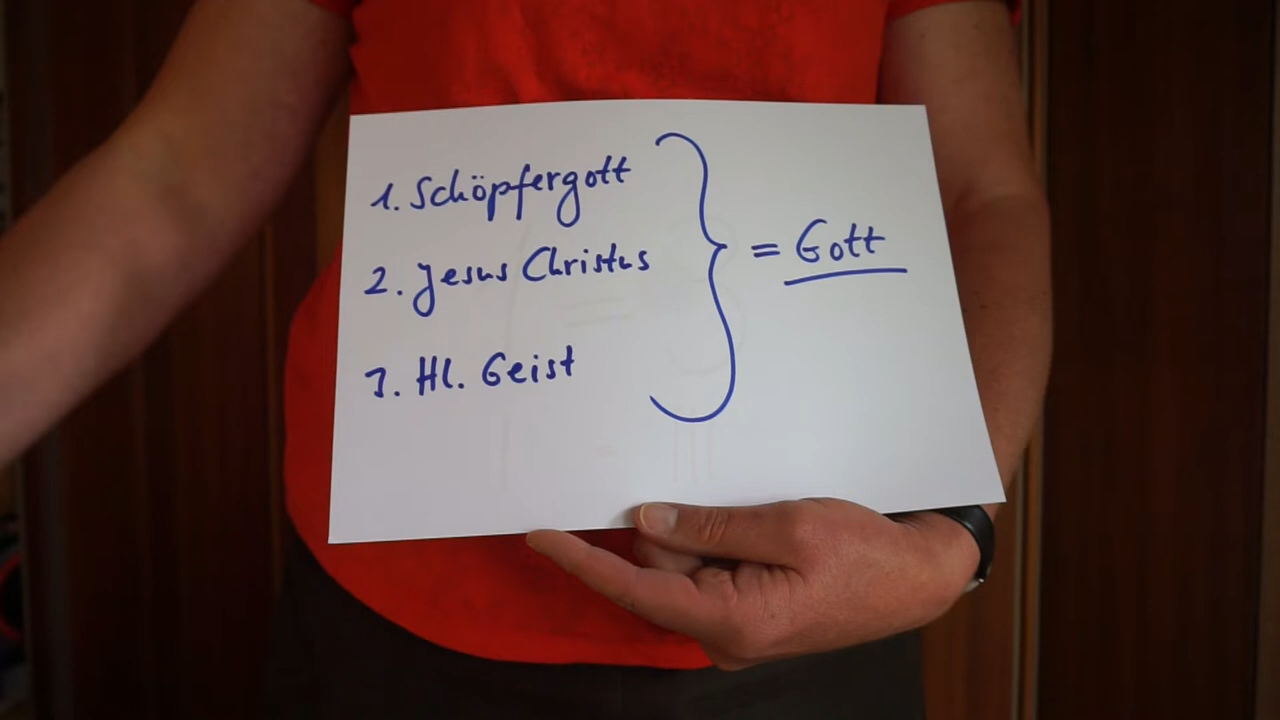 1. Schöpfergott
2. Jesus Christus
3. Hl. Geist
} = Gott